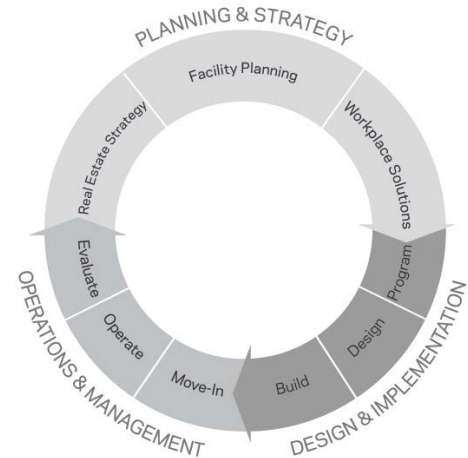 PLANNING & STRATEGY
Real Estate Strategy
Facility Planning
Workplace Solutions
DESIGN & IMPLEMENTATION
Program
Design
Build
OPERATIONS & MANAGEMENT
Move-In
Operate
Evaluate